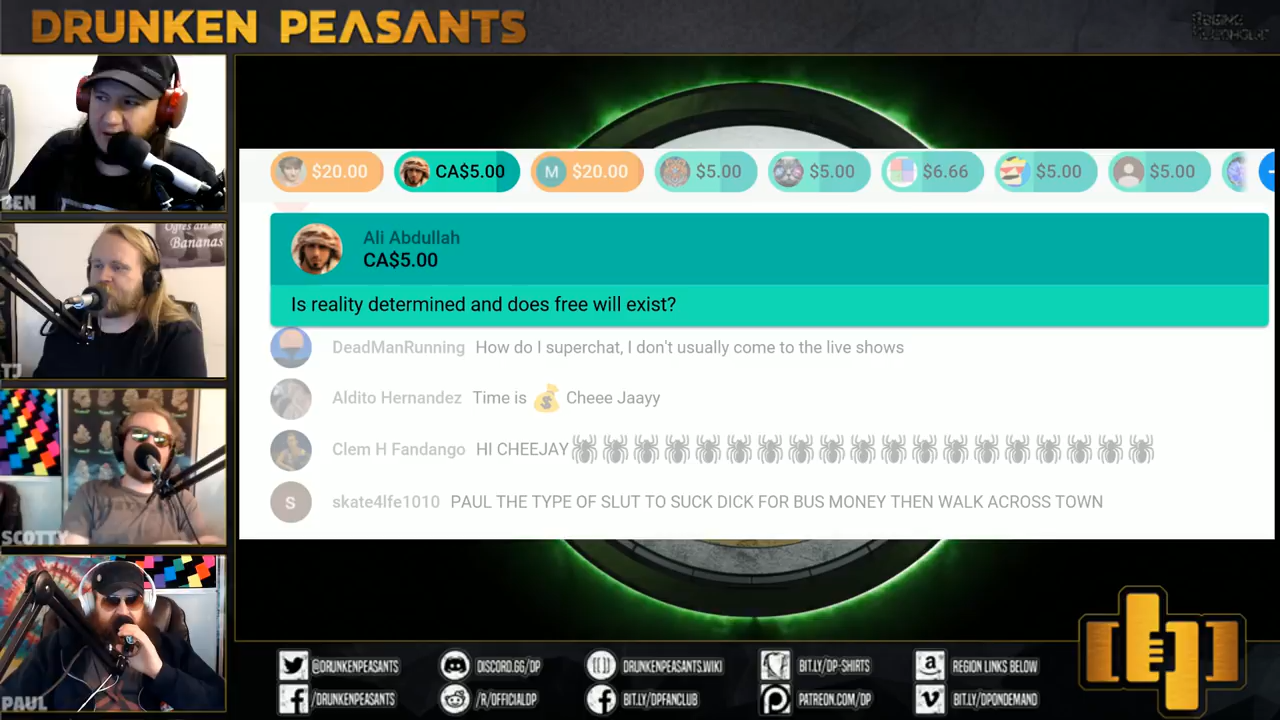 DRUNKEN PEASANTS
BEN
Ogres are
Bananas
TJ
SCOTTY
PAUL
$20.00
CA$5.00
M $20.00
$5.00
$5.00
$6.66
$5.00
$5.00
Ali Abdullah
CA$5.00
Is reality determined and does free will exist?
DeadManRunning How do I superchat, I don't usually come to the live shows
Aldito Hernandez Time is 💰 Cheee Jaayy
Clem H Fandango HI CHEEJAY🕷🕷🕷🕷🕷🕷🕷🕷🕷🕷🕷🕷🕷🕷🕷🕷🕷🕷🕷
S skate4lfe1010 PAUL THE TYPE OF SLUT TO SUCK DICK FOR BUS MONEY THEN WALK ACROSS TOWN
@DRUNKENPEASANTS
DISCORD.GG/DP
DRUNKENPEASANTS.WIKI
BIT.LY/DP-SHIRTS
REGION LINKS BELOW
/DRUNKENPEASANTS
/R/OFFICIALDP
BIT.LY/DPFANCLUB
PATREON.COM/DP
BIT.LY/DPONDEMAND